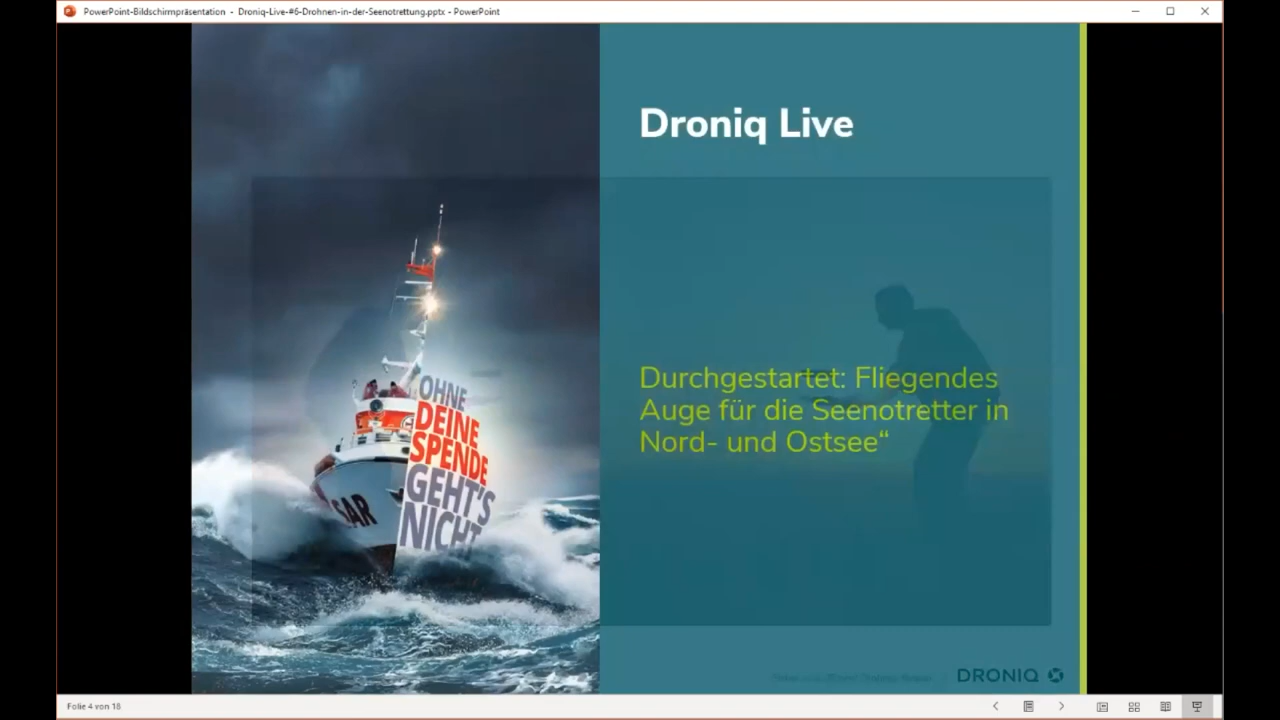 PowerPoint-Bildschirmpräsentation - Droniq-Live-#6-Drohnen-in-der-Seenotrettung.pptx - PowerPoint
Droniq Live
OHNE
DEINE
SPENDE
GEHT'S
NICHT
SAR
Durchgestartet: Fliegendes
Auge für die Seenotretter in
Nord- und Ostsee“
DRONIQ
Folie 4 von 18